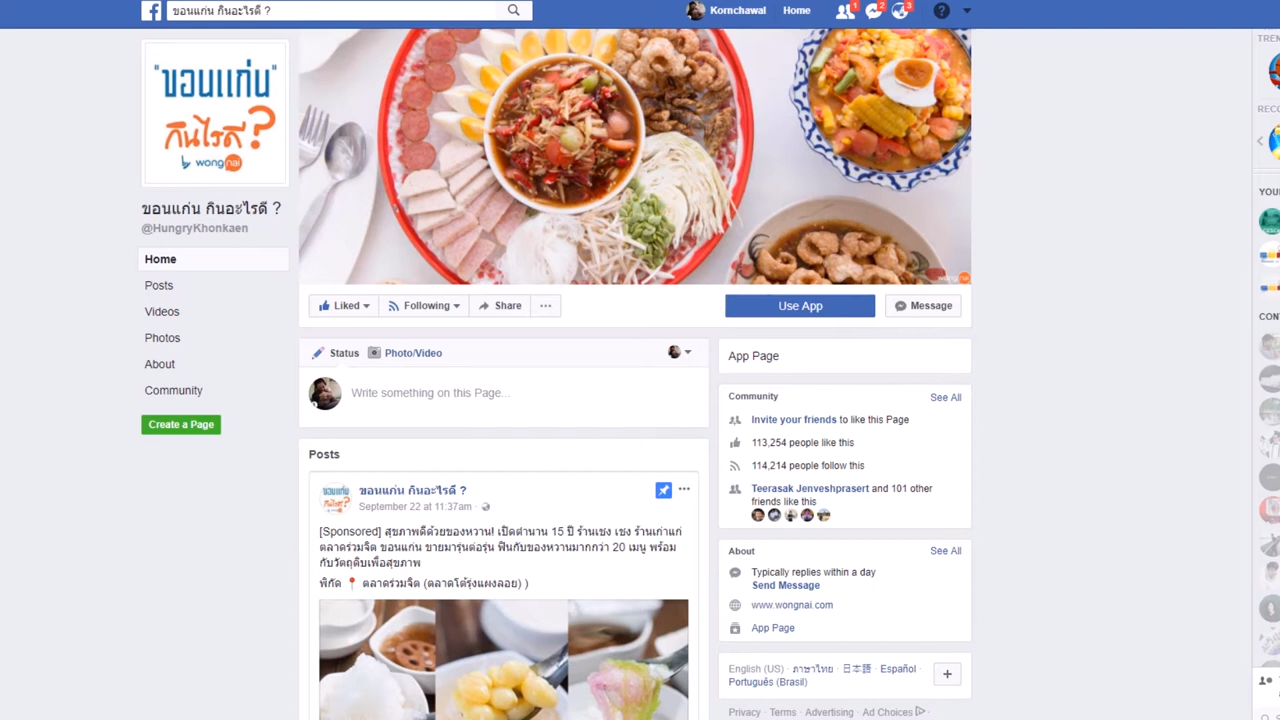 ขอนแก่น กินอะไรดี ?
Kornchawal
Home
1
2
3
"ขอนแก่น"
กินไรดี?
wongnai
ขอนแก่น กินอะไรดี ?
@HungryKhonkaen
Home
Posts
Videos
Photos
About
Community
Create a Page
wongnai
Liked
Following
Share
Use App
Message
Status
Photo/Video
Write something on this Page...
Posts
ขอนแก่น กินอะไรดี ?
September 22 at 11:37am
[Sponsored] สุขภาพดีด้วยของหวาน! เปิดตำนาน 15 ปี ร้านเชง เชง ร้านเก่าแก่
ตลาดร่วมจิต ขอนแก่น ขายมารุ่นต่อรุ่น ฟินกับของหวานมากกว่า 20 เมนู พร้อม
กับวัตถุดิบเพื่อสุขภาพ
พิกัด 📍 ตลาดร่วมจิต (ตลาดโต้รุ่งแผงลอย) )
App Page
Community
See All
Invite your friends to like this Page
113,254 people like this
114,214 people follow this
Teerasak Jenveshprasert and 101 other
friends like this
About
See All
Typically replies within a day
Send Message
www.wongnai.com
App Page
English (US) · ภาษาไทย · 日本語 · Español ·
Português (Brasil)
Privacy · Terms · Advertising · Ad Choices
TREN
RECO
YOU
CON